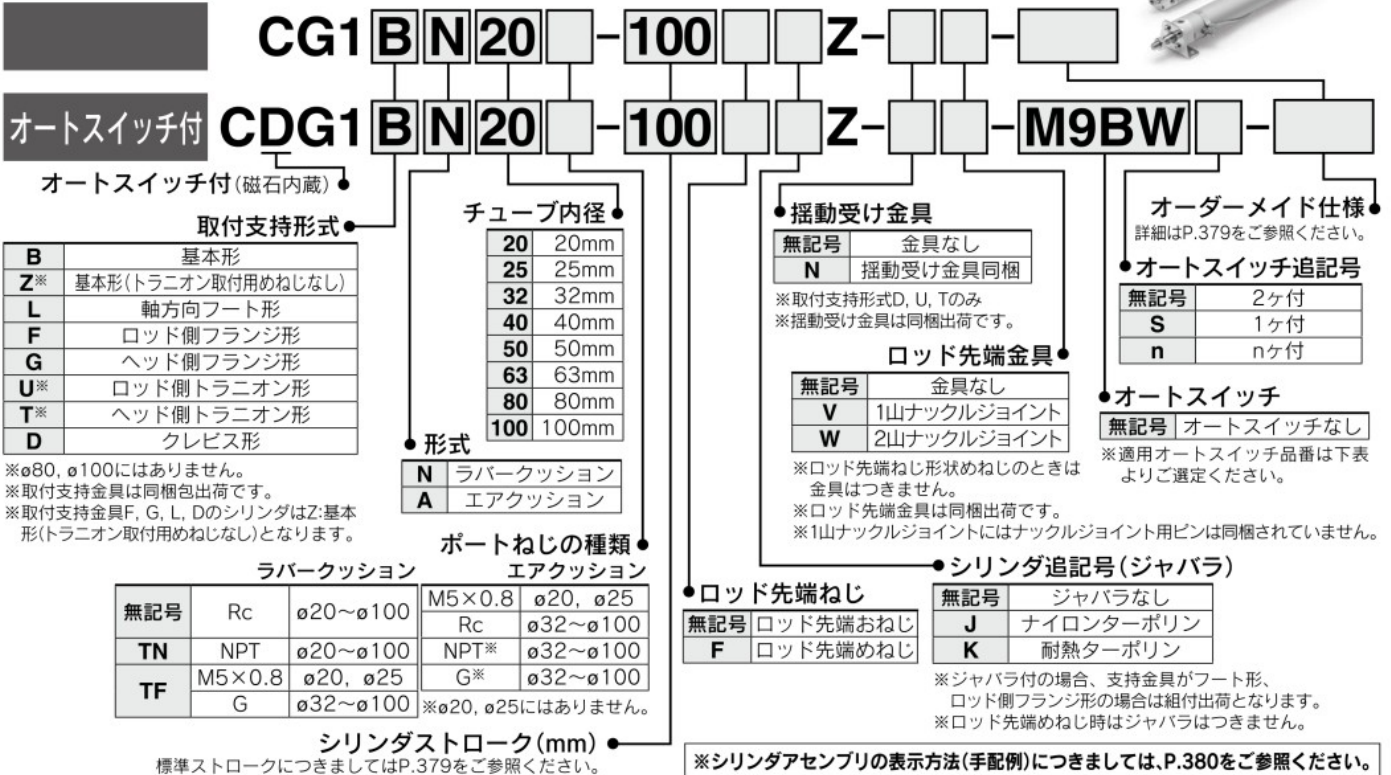 CG1BN20-100Z--
オートスイッチ付 CDG1BN20-100Z--M9BW-
オートスイッチ付(磁石内蔵)
取付支持形式
B 基本形
Z※ 基本形(トラニオン取付用めねじなし)
L 軸方向フート形
F ロッド側フランジ形
G ヘッド側フランジ形
U※ ロッド側トラニオン形
T※ ヘッド側トラニオン形
D クレビス形
※ø80, ø100にはありません。
※取付支持金具は同梱包出荷です。
※取付支持金具F, G, L, DのシリンダはZ:基本
形(トラニオン取付用めねじなし)となります。
形式
N ラバークッション
A エアクッション
チューブ内径
20 20mm
25 25mm
32 32mm
40 40mm
50 50mm
63 63mm
80 80mm
100 100mm
ポートねじの種類
ラバークッション エアクッション
無記号 Rc ø20~ø100 M5×0.8 ø20, ø25
Rc ø32~ø100
TN NPT ø20~ø100 NPT※ ø32~ø100
TF M5×0.8 ø20, ø25 G※ ø32~ø100
G ø32~ø100 ※ø20, ø25にはありません。
シリンダストローク(mm)
標準ストロークにつきましてはP.379をご参照ください。
ロッド先端ねじ
無記号 ロッド先端おねじ
F ロッド先端めねじ
シリンダ追記号(ジャバラ)
無記号 ジャバラなし
J ナイロンターポリン
K 耐熱ターポリン
※ジャバラ付の場合、支持金具がフート形、
ロッド側フランジ形の場合は組付出荷となります。
※ロッド先端めねじ時はジャバラはつきません。
揺動受け金具
無記号 金具なし
N 揺動受け金具同梱
※取付支持形式D, U, Tのみ
※揺動受け金具は同梱出荷です。
ロッド先端金具
無記号 金具なし
V 1山ナックルジョイント
W 2山ナックルジョイント
※ロッド先端ねじ形状めねじのときは
金具はつきません。
※ロッド先端金具は同梱出荷です。
※1山ナックルジョイントにはナックルジョイント用ピンは同梱されていません。
オートスイッチ
無記号 オートスイッチなし
※適用オートスイッチ品番は下表
よりご選定ください。
オートスイッチ追記号
無記号 2ヶ付
S 1ヶ付
n nヶ付
オーダーメイド仕様
詳細はP.379をご参照ください。
※シリンダアセンブリの表示方法(手配例)につきましては、P.380をご参照ください。